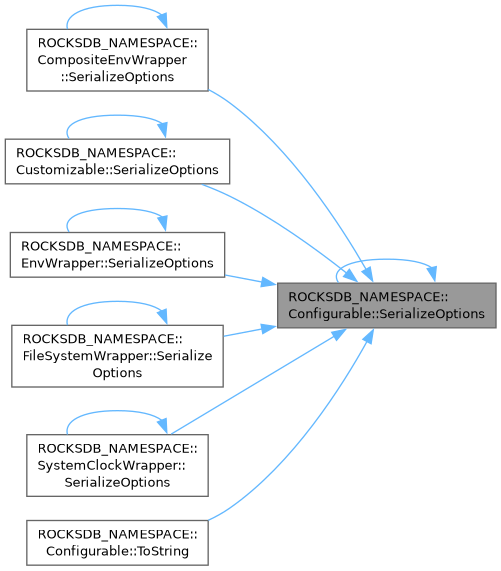 ROCKSDB_NAMESPACE::
CompositeEnvWrapper
::SerializeOptions
ROCKSDB_NAMESPACE::
Customizable::SerializeOptions
ROCKSDB_NAMESPACE::
EnvWrapper::SerializeOptions
ROCKSDB_NAMESPACE::
Configurable::SerializeOptions
ROCKSDB_NAMESPACE::
FileSystemWrapper::Serialize
Options
ROCKSDB_NAMESPACE::
SystemClockWrapper::
SerializeOptions
ROCKSDB_NAMESPACE::
Configurable::ToString